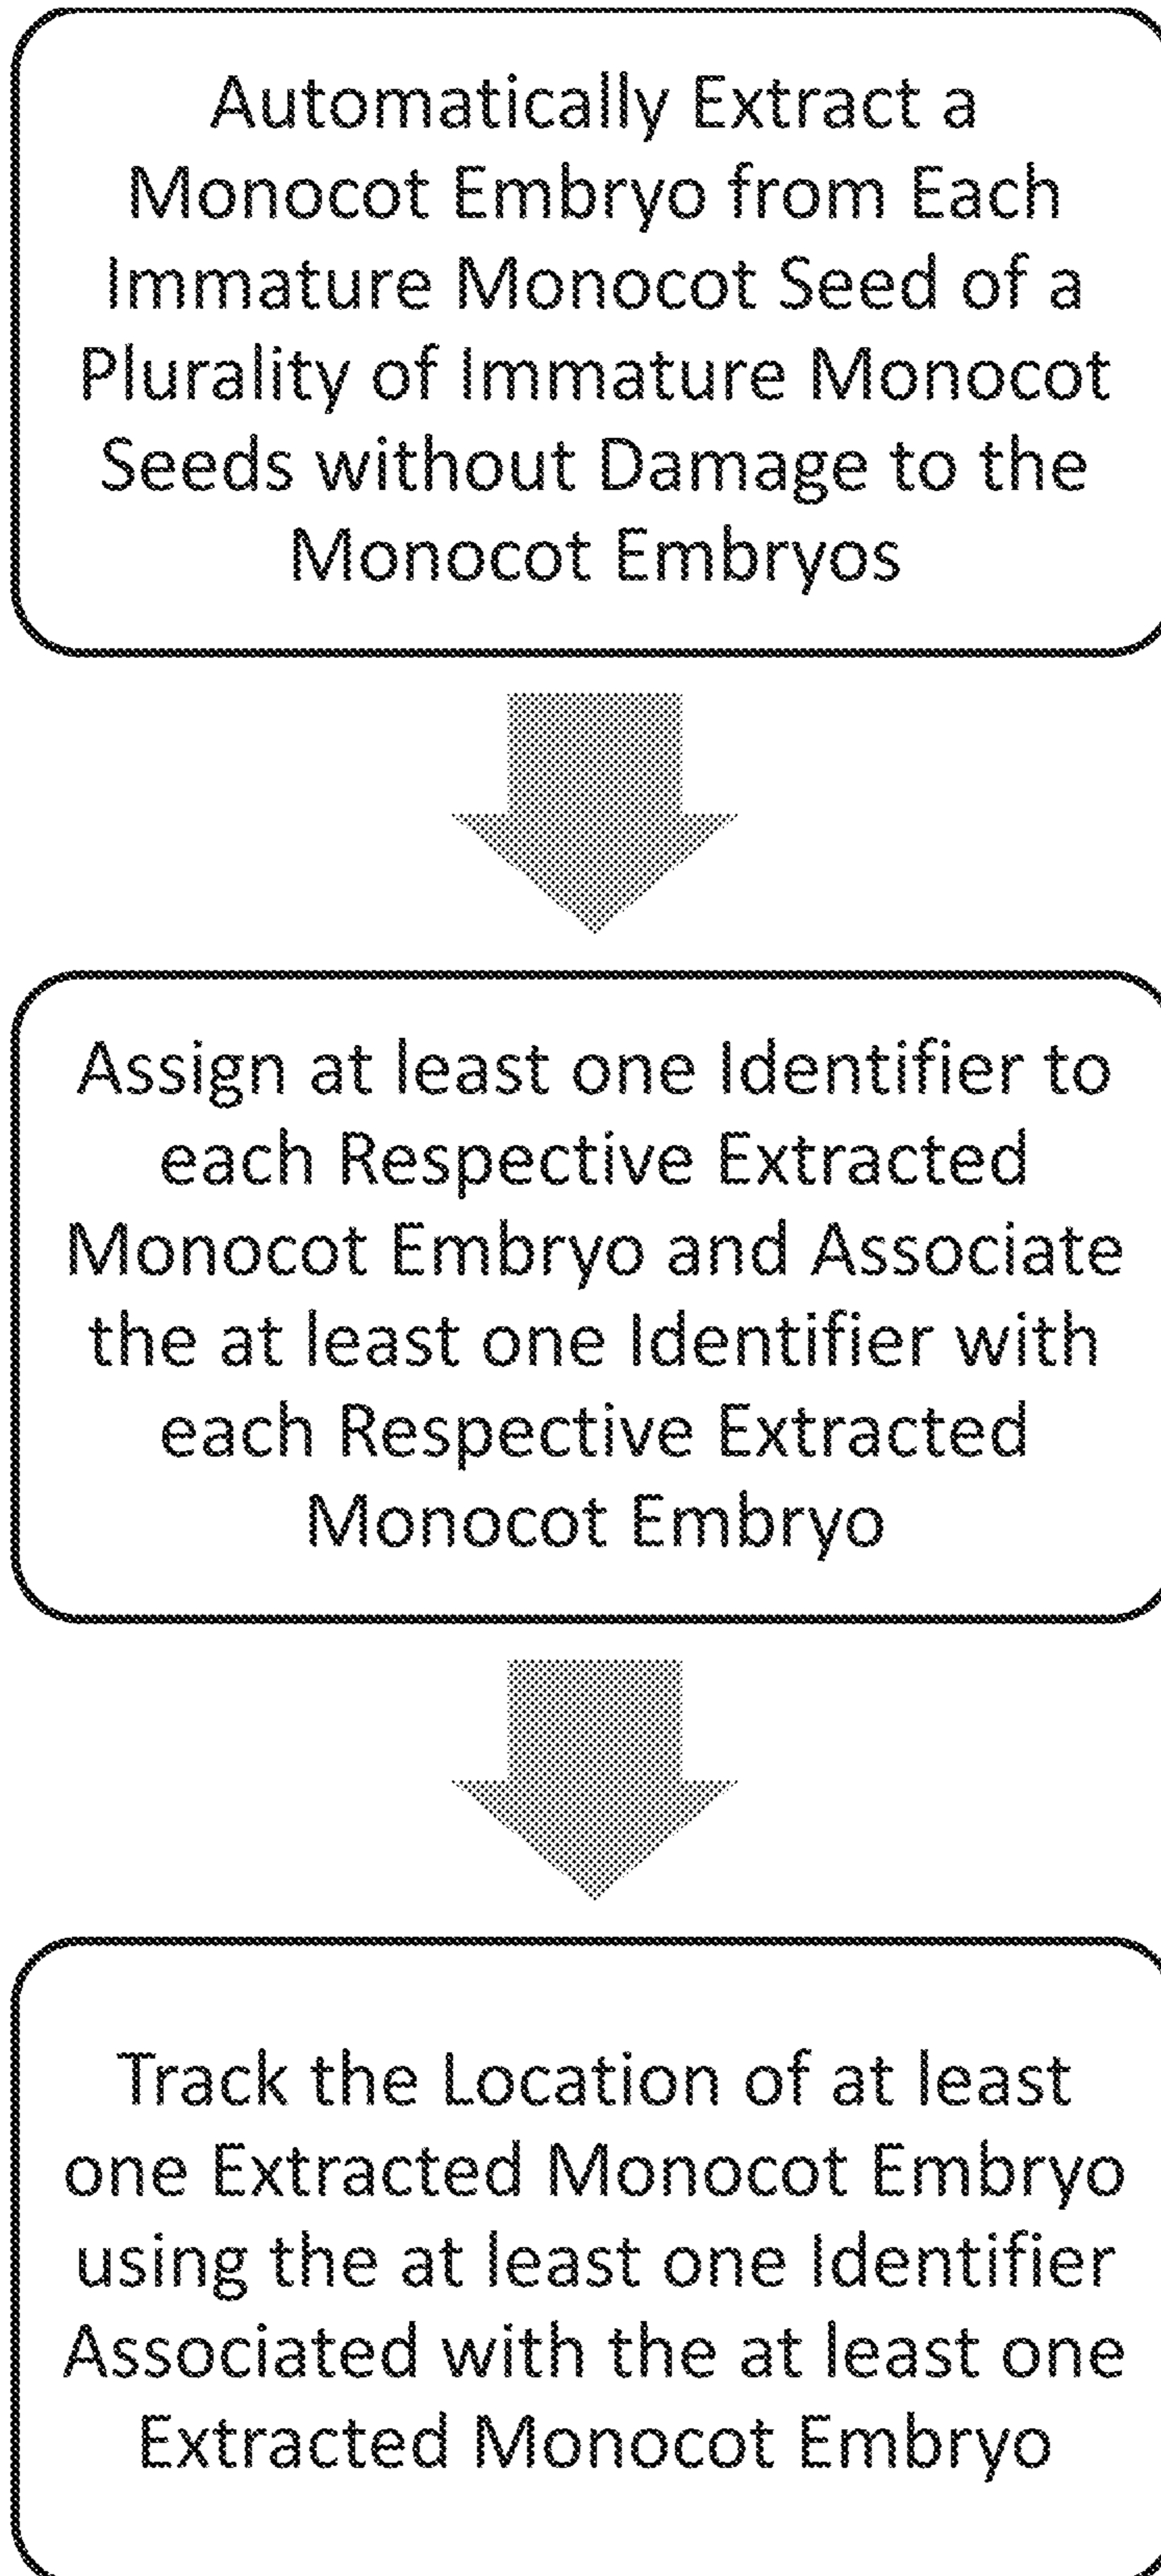 Automatically Extract a
Monocot Embryo from Each
Immature Monocot Seed of a
Plurality of Immature Monocot
Seeds without Damage to the
Monocot Embryos
Assign at least one Identifier to
each Respective Extracted
Monocot Embryo and Associate
the at least one Identifier with
each Respective Extracted
Monocot Embryo
Track the Location of at least
one Extracted Monocot Embryo
using the at least one Identifier
Associated with the at least one
Extracted Monocot Embryo